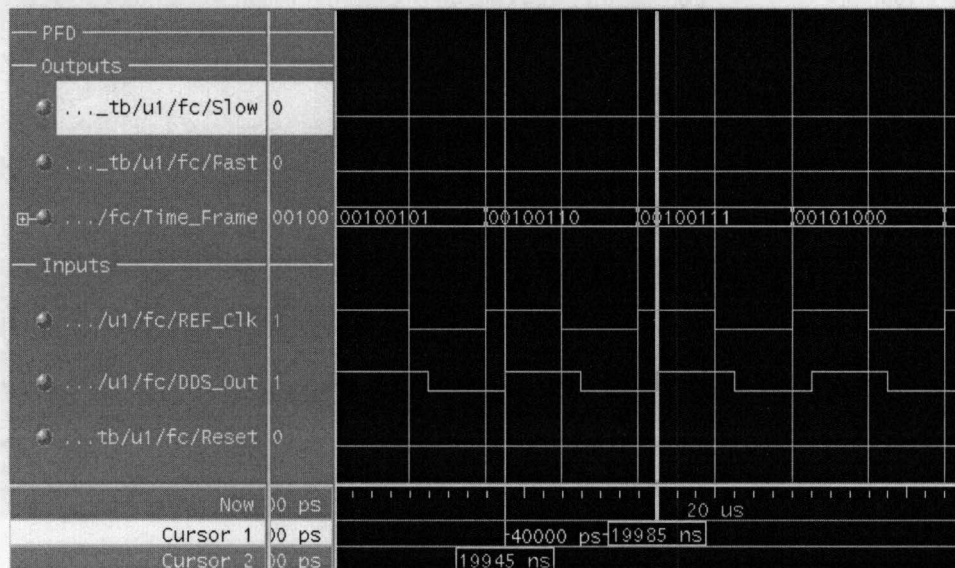 PFD
Outputs
..._tb/u1/fc/Slow 0
..._tb/u1/fc/Fast 0
.../fc/Time_Frame 00100 00100101 00100110 00100111 00101000
Inputs
.../u1/fc/REF_Clk 1
.../u1/fc/DDS_Out 1
...tb/u1/fc/Reset 0
Now 00 ps 20 us
Cursor 1 00 ps 40000 ps 19985 ns
Cursor 2 00 ps 19945 ns